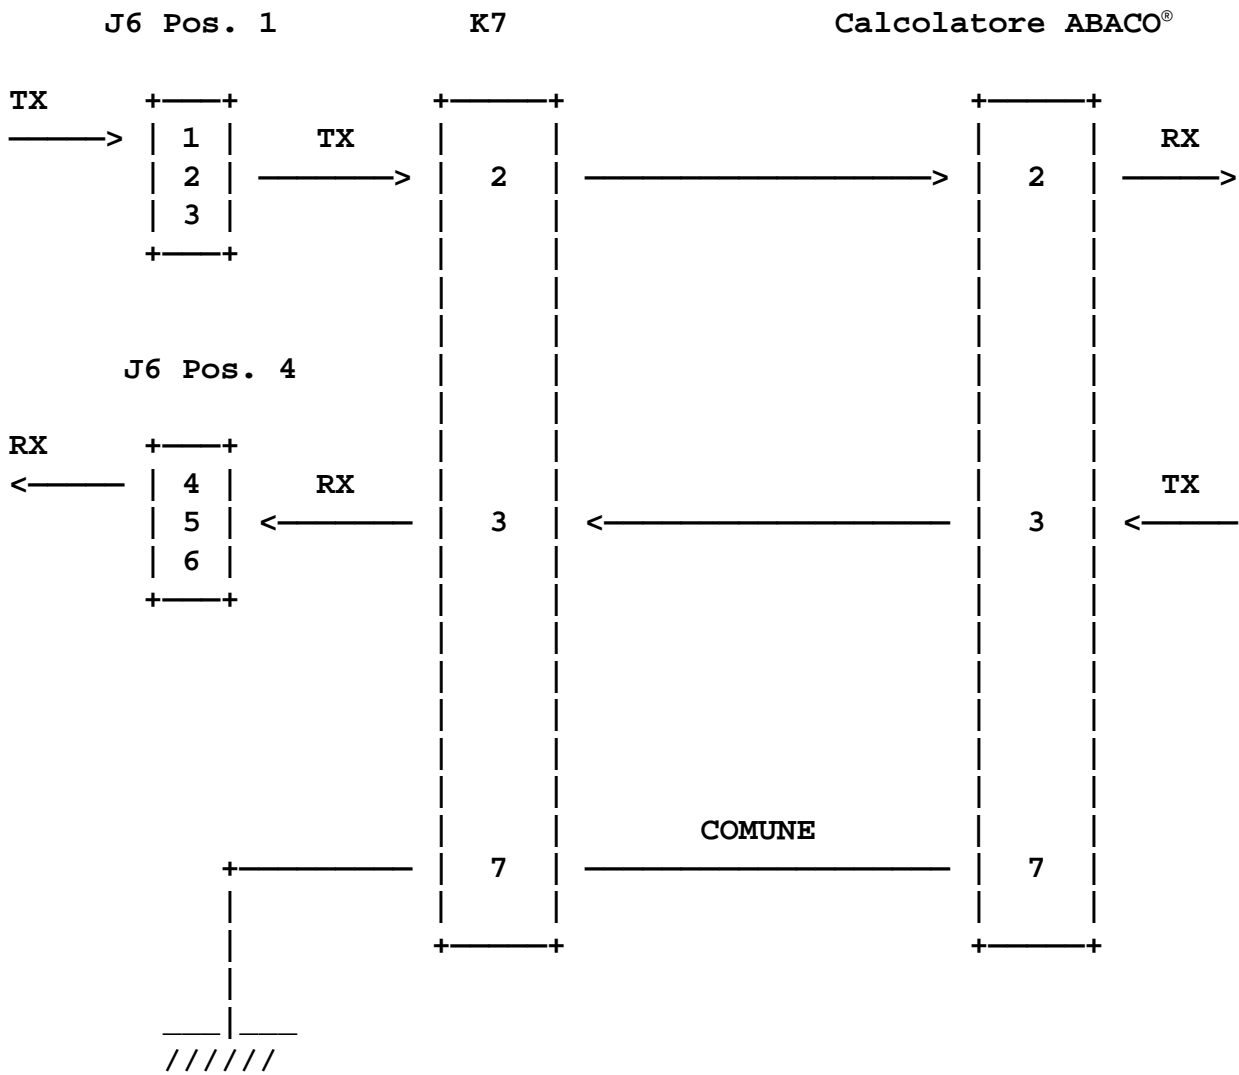 J6 Pos. 1 K7 Calcolatore ABACO®
TX
1 TX RX
2 2 2
3
J6 Pos. 4
RX
4 RX TX
5 3 3
6
COMUNE
7 7